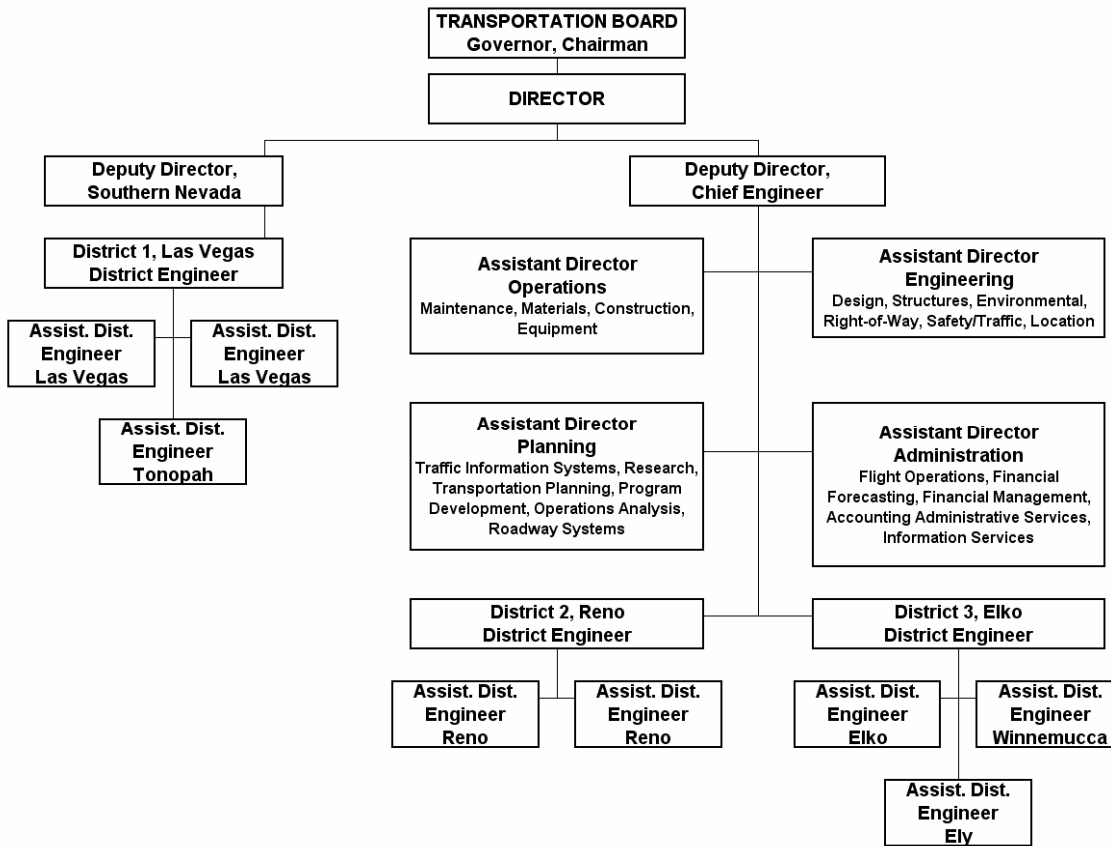 TRANSPORTATION BOARD
Governor, Chairman
DIRECTOR
Deputy Director,
Southern Nevada
Deputy Director,
Chief Engineer
District 1, Las Vegas
District Engineer
Assist. Dist.
Engineer
Las Vegas
Assist. Dist.
Engineer
Las Vegas
Assist. Dist.
Engineer
Tonopah
Assistant Director
Operations
Maintenance, Materials, Construction,
Equipment
Assistant Director
Engineering
Design, Structures, Environmental,
Right-of-Way, Safety/Traffic, Location
Assistant Director
Planning
Traffic Information Systems, Research,
Transportation Planning, Program
Development, Operations Analysis,
Roadway Systems
Assistant Director
Administration
Flight Operations, Financial
Forecasting, Financial Management,
Accounting Administrative Services,
Information Services
District 2, Reno
District Engineer
District 3, Elko
District Engineer
Assist. Dist.
Engineer
Reno
Assist. Dist.
Engineer
Reno
Assist. Dist.
Engineer
Elko
Assist. Dist.
Engineer
Winnemucca
Assist. Dist.
Engineer
Ely